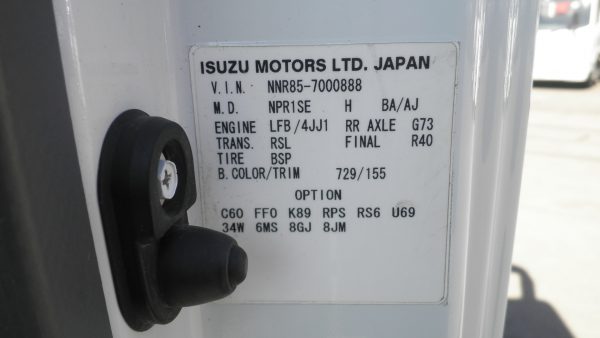 ISUZU MOTORS LTD. JAPAN
V.I.N. NNR85-7000888
M.D. NPR1SE H BA/AJ
ENGINE LFB/4JJ1 RR AXLE G73
TRANS. RSL FINAL R40
TIRE BSP
B.COLOR/TRIM 729/155
OPTION
C60 FF0 K89 RPS RS6 U69
34W 6MS 8GJ 8JM